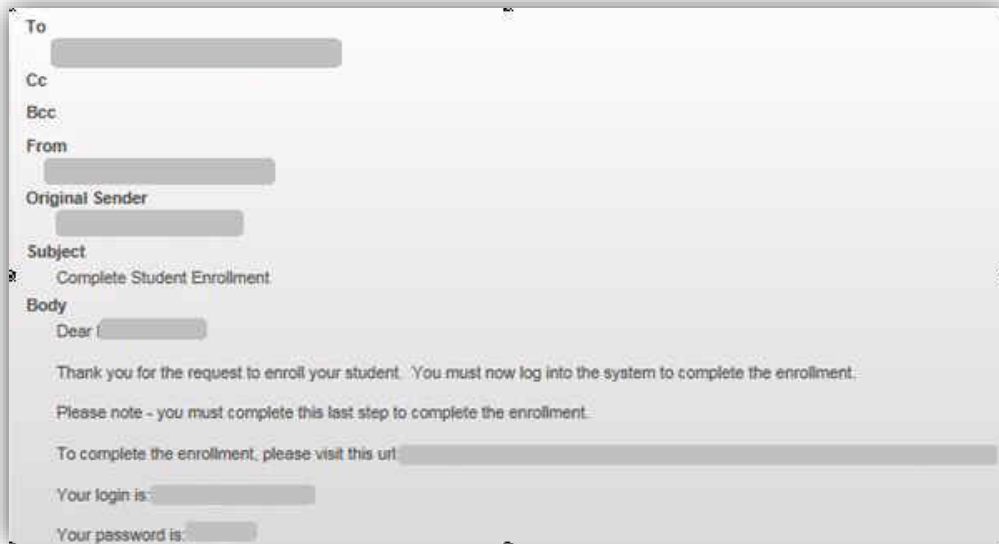 To
Cc
Bcc
From
Original Sender
Subject
Complete Student Enrollment
Body
Dear
Thank you for the request to enroll your student. You must now log into the system to complete the enrollment.
Please note - you must complete this last step to complete the enrollment.
To complete the enrollment, please visit this url:
Your login is:
Your password is: